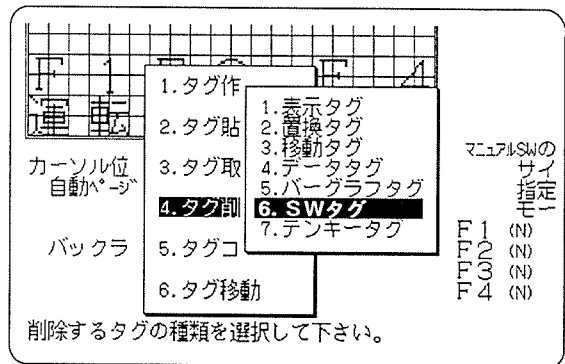 F 1 F 4
運転
1.タグ作
2.タグ貼
3.タグ取
4.タグ削
5.タグコ
6.タグ移動
1.表示タグ
2.置換タグ
3.移動タグ
4.データタグ
5.バーグラフタグ
6.SWタグ
7.テンキータグ
カーソル位
自動ページ
バックラ
マニュアルSWの
サイ
指定
モー
F1 (N)
F2 (N)
F3 (N)
F4 (N)
削除するタグの種類を選択して下さい。